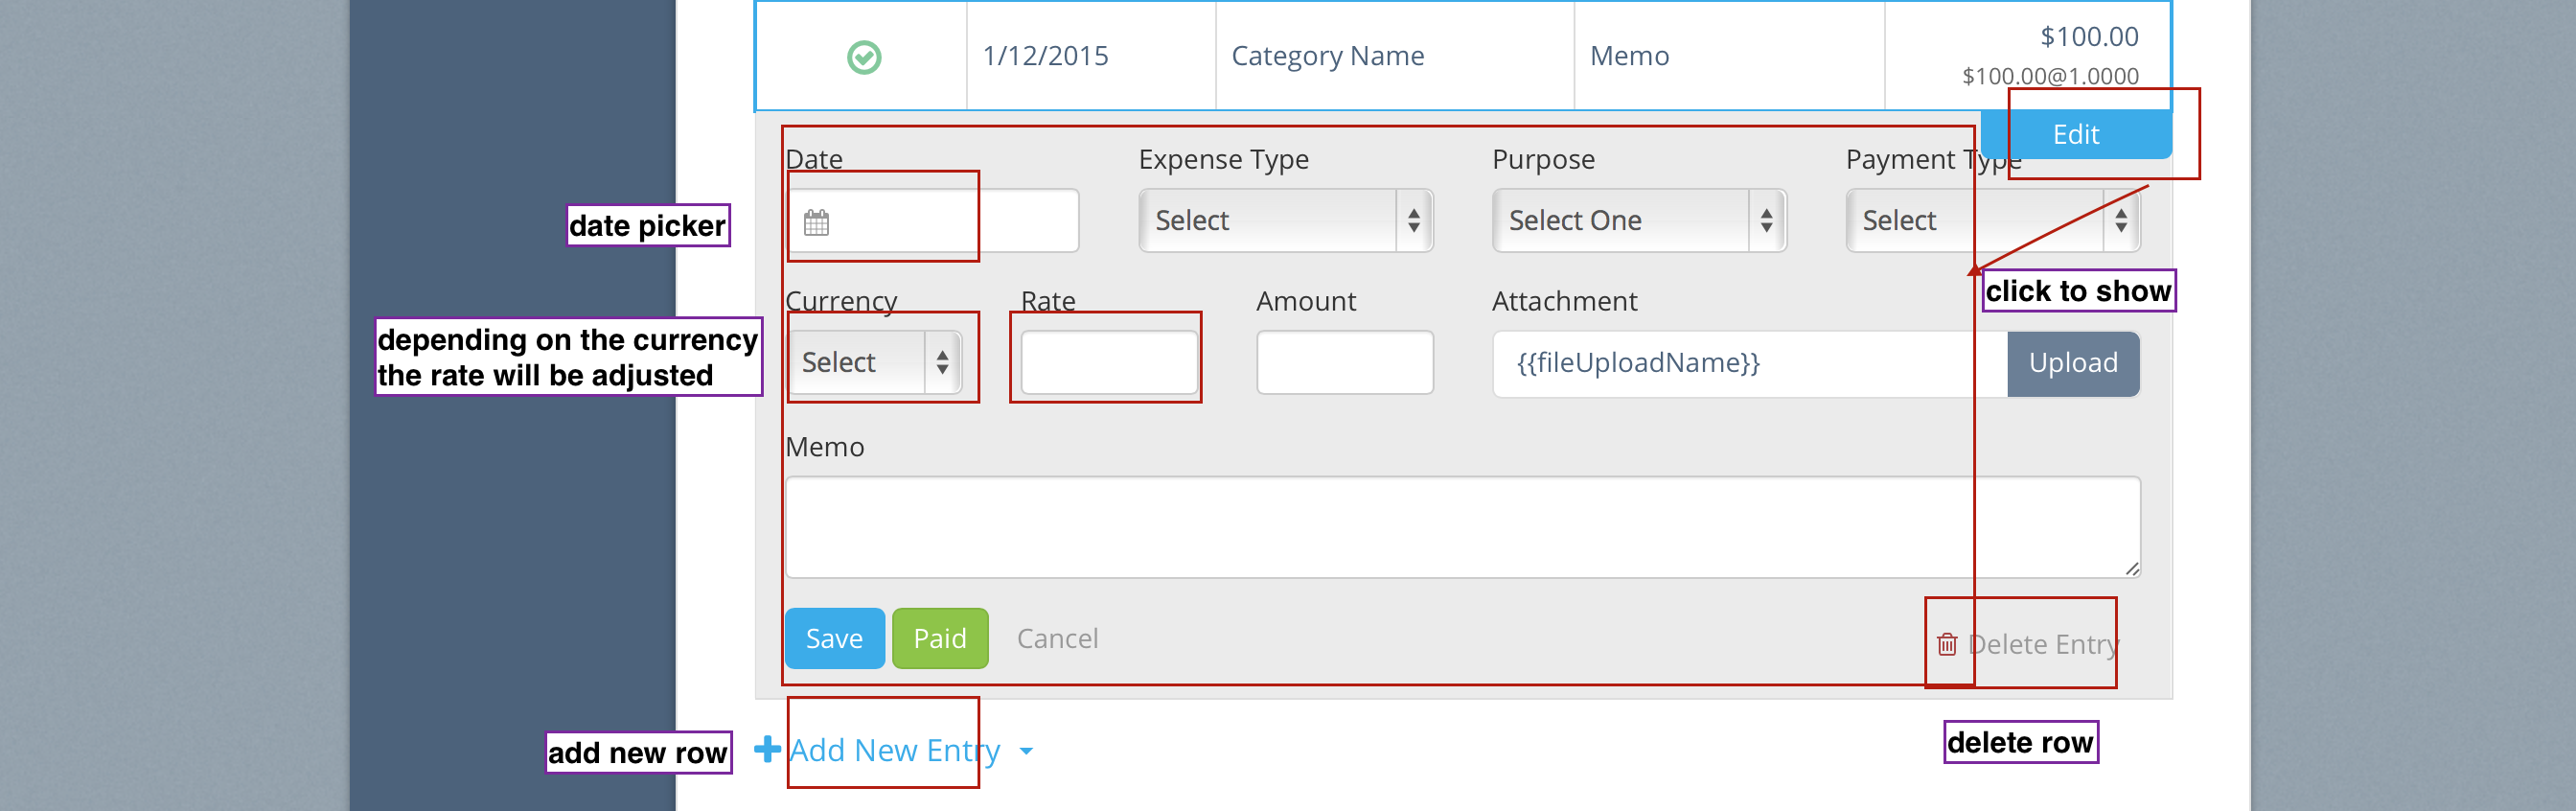 1/12/2015
Category Name
Memo
$100.00
$100.00@1.0000
Edit
Date
Expense Type
Purpose
Payment Type
date picker
Select
Select One
Select
click to show
Currency
Rate
Amount
Attachment
depending on the currency
the rate will be adjusted
Select
{{fileUploadName}}
Upload
Memo
Save
Paid
Cancel
Delete Entry
add new row
Add New Entry
delete row